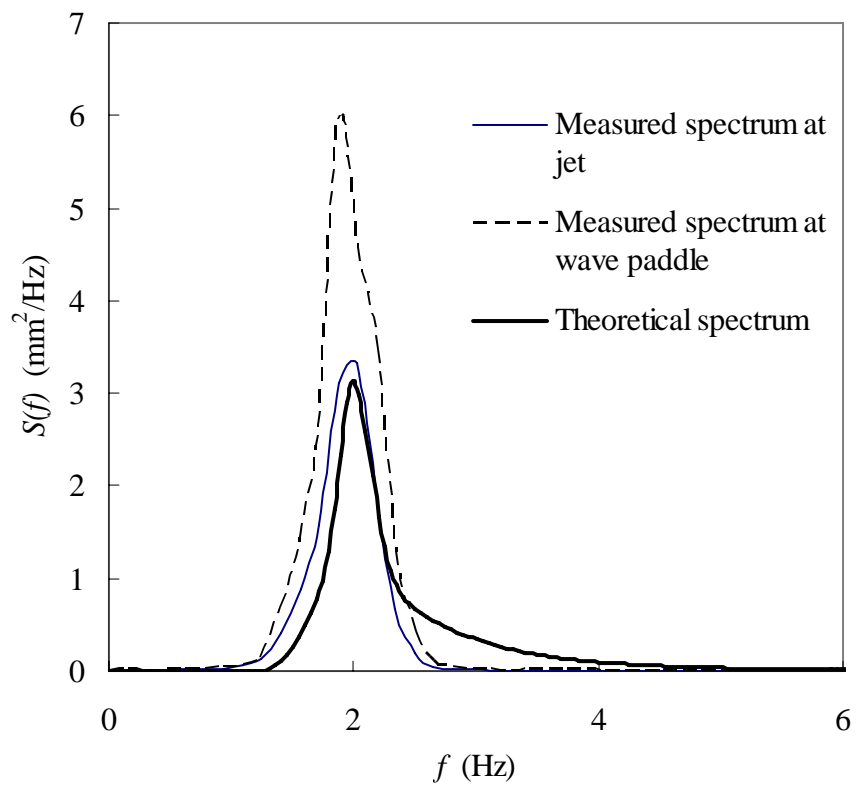 7
6
5
4
3
2
1
0
S(f) (mm²/Hz)
Measured spectrum at
jet
Measured spectrum at
wave paddle
Theoretical spectrum
0 2 4 6
f (Hz)